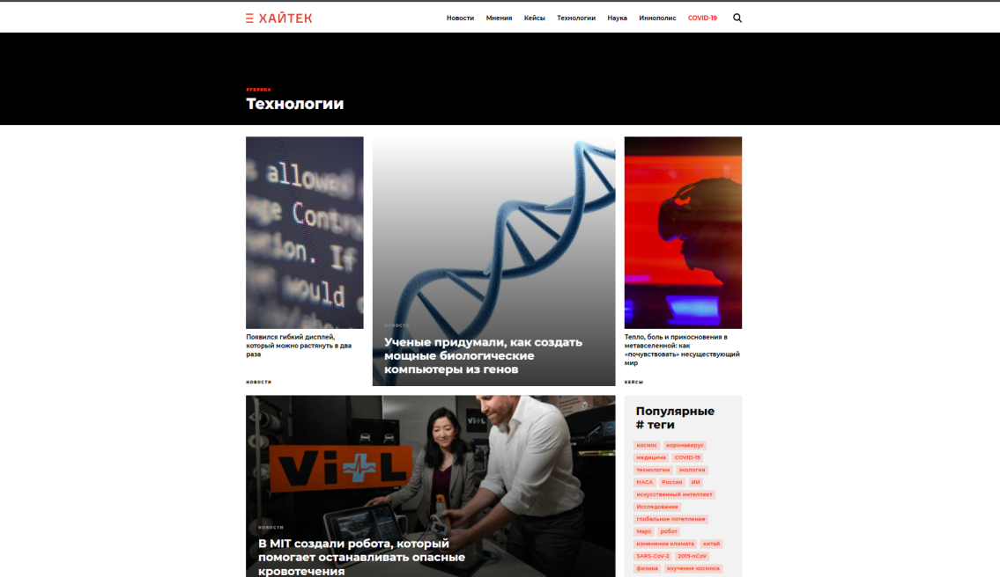 ХАЙТЕК
Новости Мнения Кейсы Технологии Наука Иннополис COVID-19
РУБРИКА
Технологии
allowed
Contr
If
would
Появился гибкий дисплей,
который можно растянуть в два
раза
НОВОСТИ
НОВОСТИ
Ученые придумали, как создать
мощные биологические
компьютеры из генов
Тепло, боль и прикосновения в
метавселенной: как
«почувствовать» несуществующий
мир
КЕЙСЫ
Vi+L
Vi+L
НОВОСТИ
В MIT создали робота, который
помогает останавливать опасные
кровотечения
Популярные
# теги
космос коронавирус
медицина COVID-19
технологии экология
НАСА Россия ИИ
искусственный интеллект
Исследование
глобальное потепление
Марс робот
изменение климата китай
SARS-CoV-2 2019-nCoV
физика изучение космоса